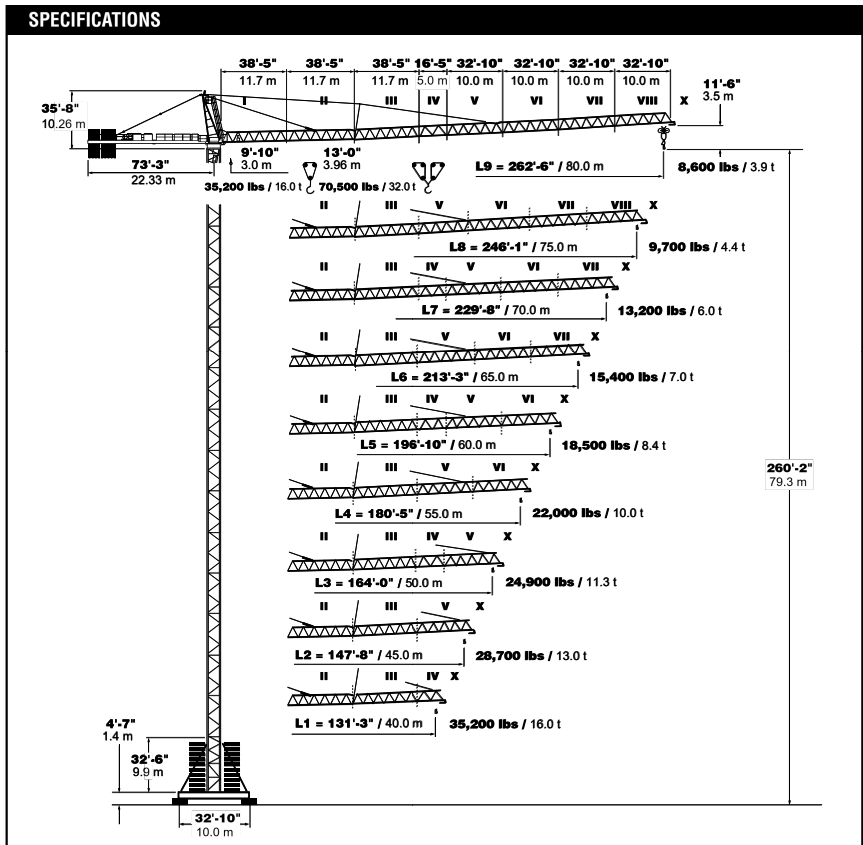 SPECIFICATIONS
38'-5" 38'-5" 38'-5" 16'-5" 32'-10" 32'-10" 32'-10" 32'-10"
11.7 m 11.7 m 11.7 m 5.0 m 10.0 m 10.0 m 10.0 m 10.0 m
11'-6"
3.5 m
35'-8"
10.26 m
I II III IV V VI VII VIII X
73'-3"
22.33 m
9'-10"
3.0 m
13'-0"
3.96 m
35,200 lbs / 16.0 t 70,500 lbs / 32.0 t
L9 = 262'-6" / 80.0 m
8,600 lbs / 3.9 t
II III V VI VII VIII X
L8 = 246'-1" / 75.0 m
9,700 lbs / 4.4 t
II III IV V VI VII X
L7 = 229'-8" / 70.0 m
13,200 lbs / 6.0 t
II III V VI VII X
L6 = 213'-3" / 65.0 m
15,400 lbs / 7.0 t
II III IV V VI X
L5 = 196'-10" / 60.0 m
18,500 lbs / 8.4 t
260'-2"
79.3 m
II III V VI X
L4 = 180'-5" / 55.0 m
22,000 lbs / 10.0 t
II III IV V X
L3 = 164'-0" / 50.0 m
24,900 lbs / 11.3 t
II III V X
L2 = 147'-8" / 45.0 m
28,700 lbs / 13.0 t
II III IV X
L1 = 131'-3" / 40.0 m
35,200 lbs / 16.0 t
4'-7"
1.4 m
32'-6"
9.9 m
32'-10"
10.0 m